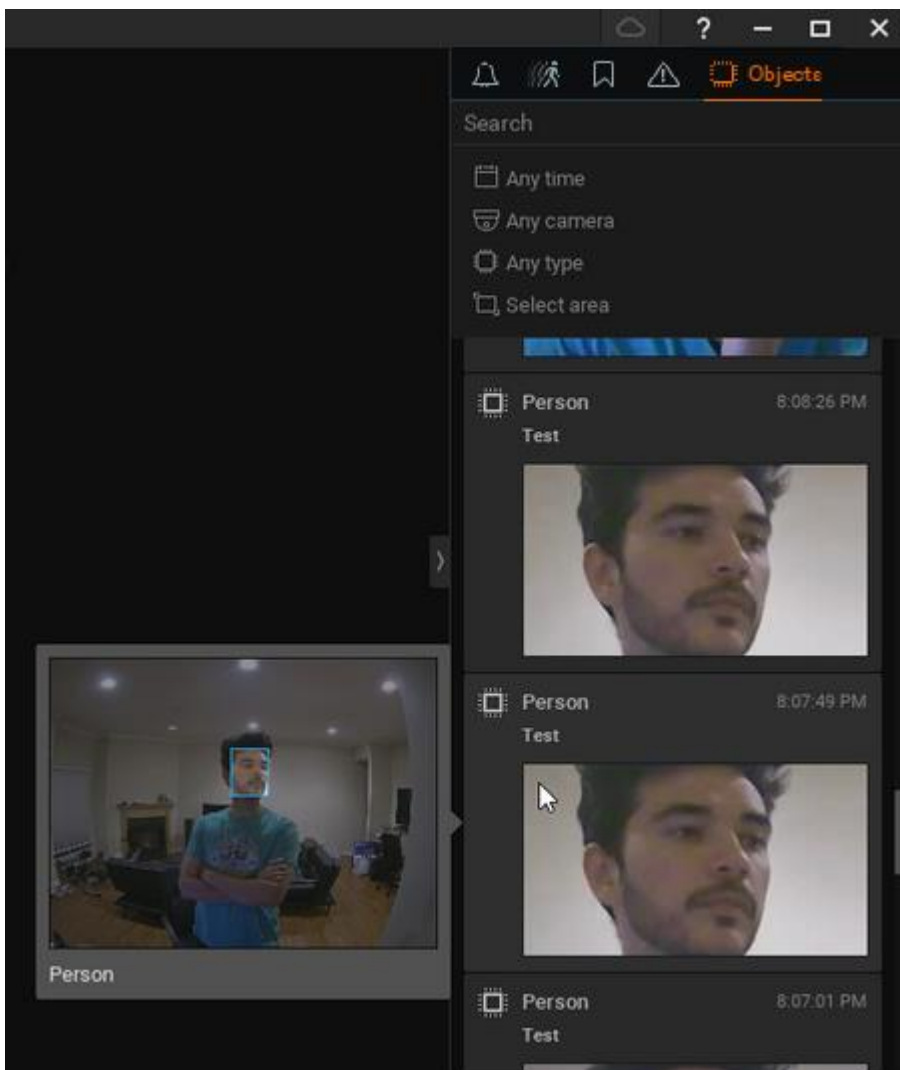 ?
Objects
Search
Any time
Any camera
Any type
Select area
Person 8:08:26 PM
Test
Person 8:07:49 PM
Test
Person
Person 8:07:01 PM
Test